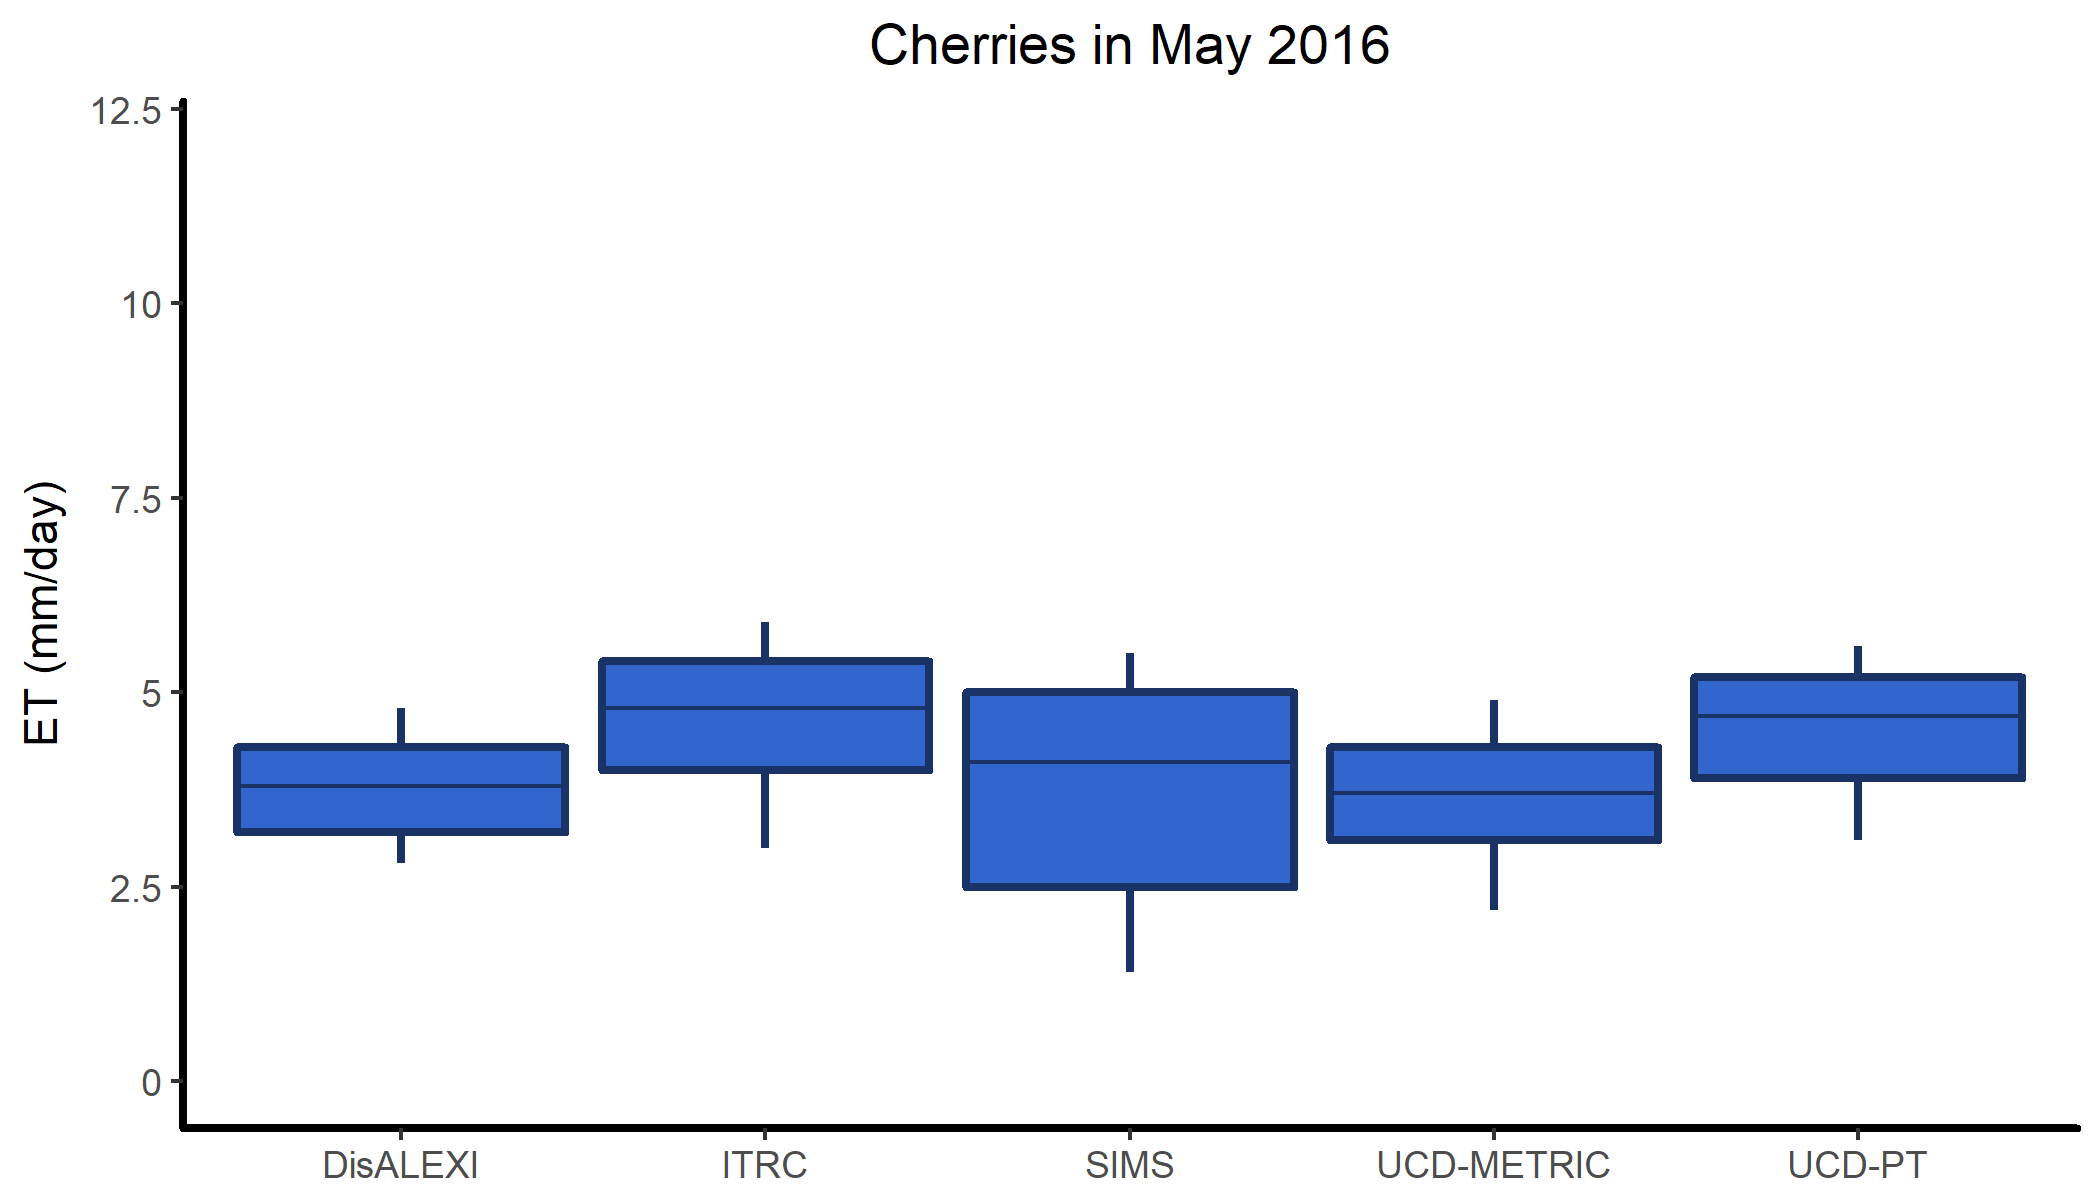 Cherries in May 2016
12.5
10
7.5
5
2.5
0
ET (mm/day)
DisALEXI
ITRC
SIMS
UCD-METRIC
UCD-PT